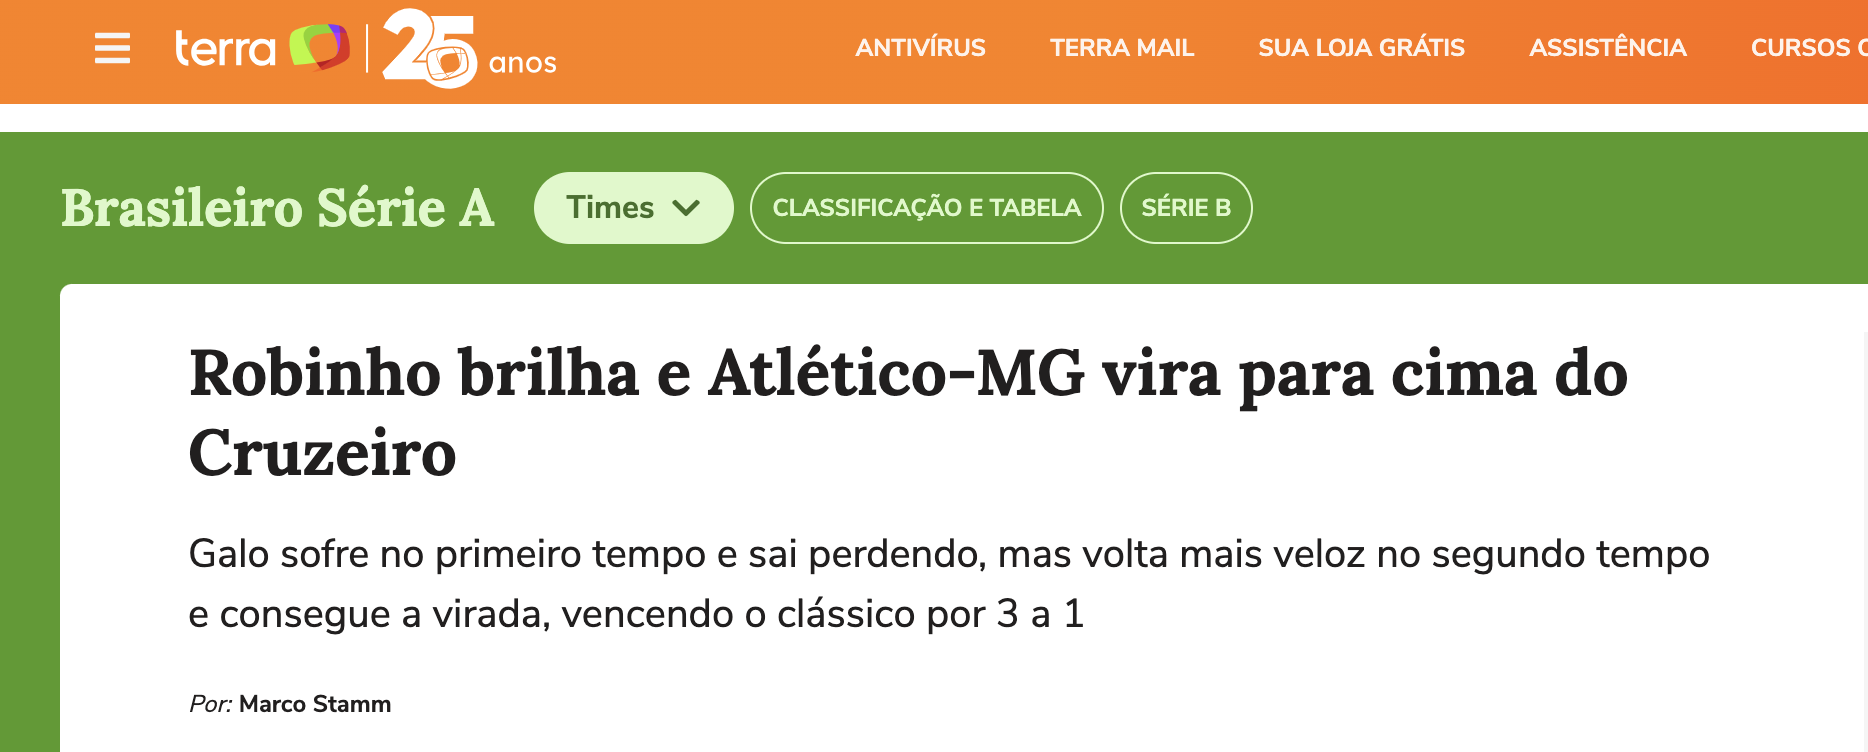 terra 25 anos ANTIVÍRUS TERRA MAIL SUA LOJA GRÁTIS ASSISTÊNCIA CURSOS
Brasileiro Série A Times CLASSIFICAÇÃO E TABELA SÉRIE B
Robinho brilha e Atlético-MG vira para cima do
Cruzeiro
Galo sofre no primeiro tempo e sai perdendo, mas volta mais veloz no segundo tempo
e consegue a virada, vencendo o clássico por 3 a 1
Por: Marco Stamm